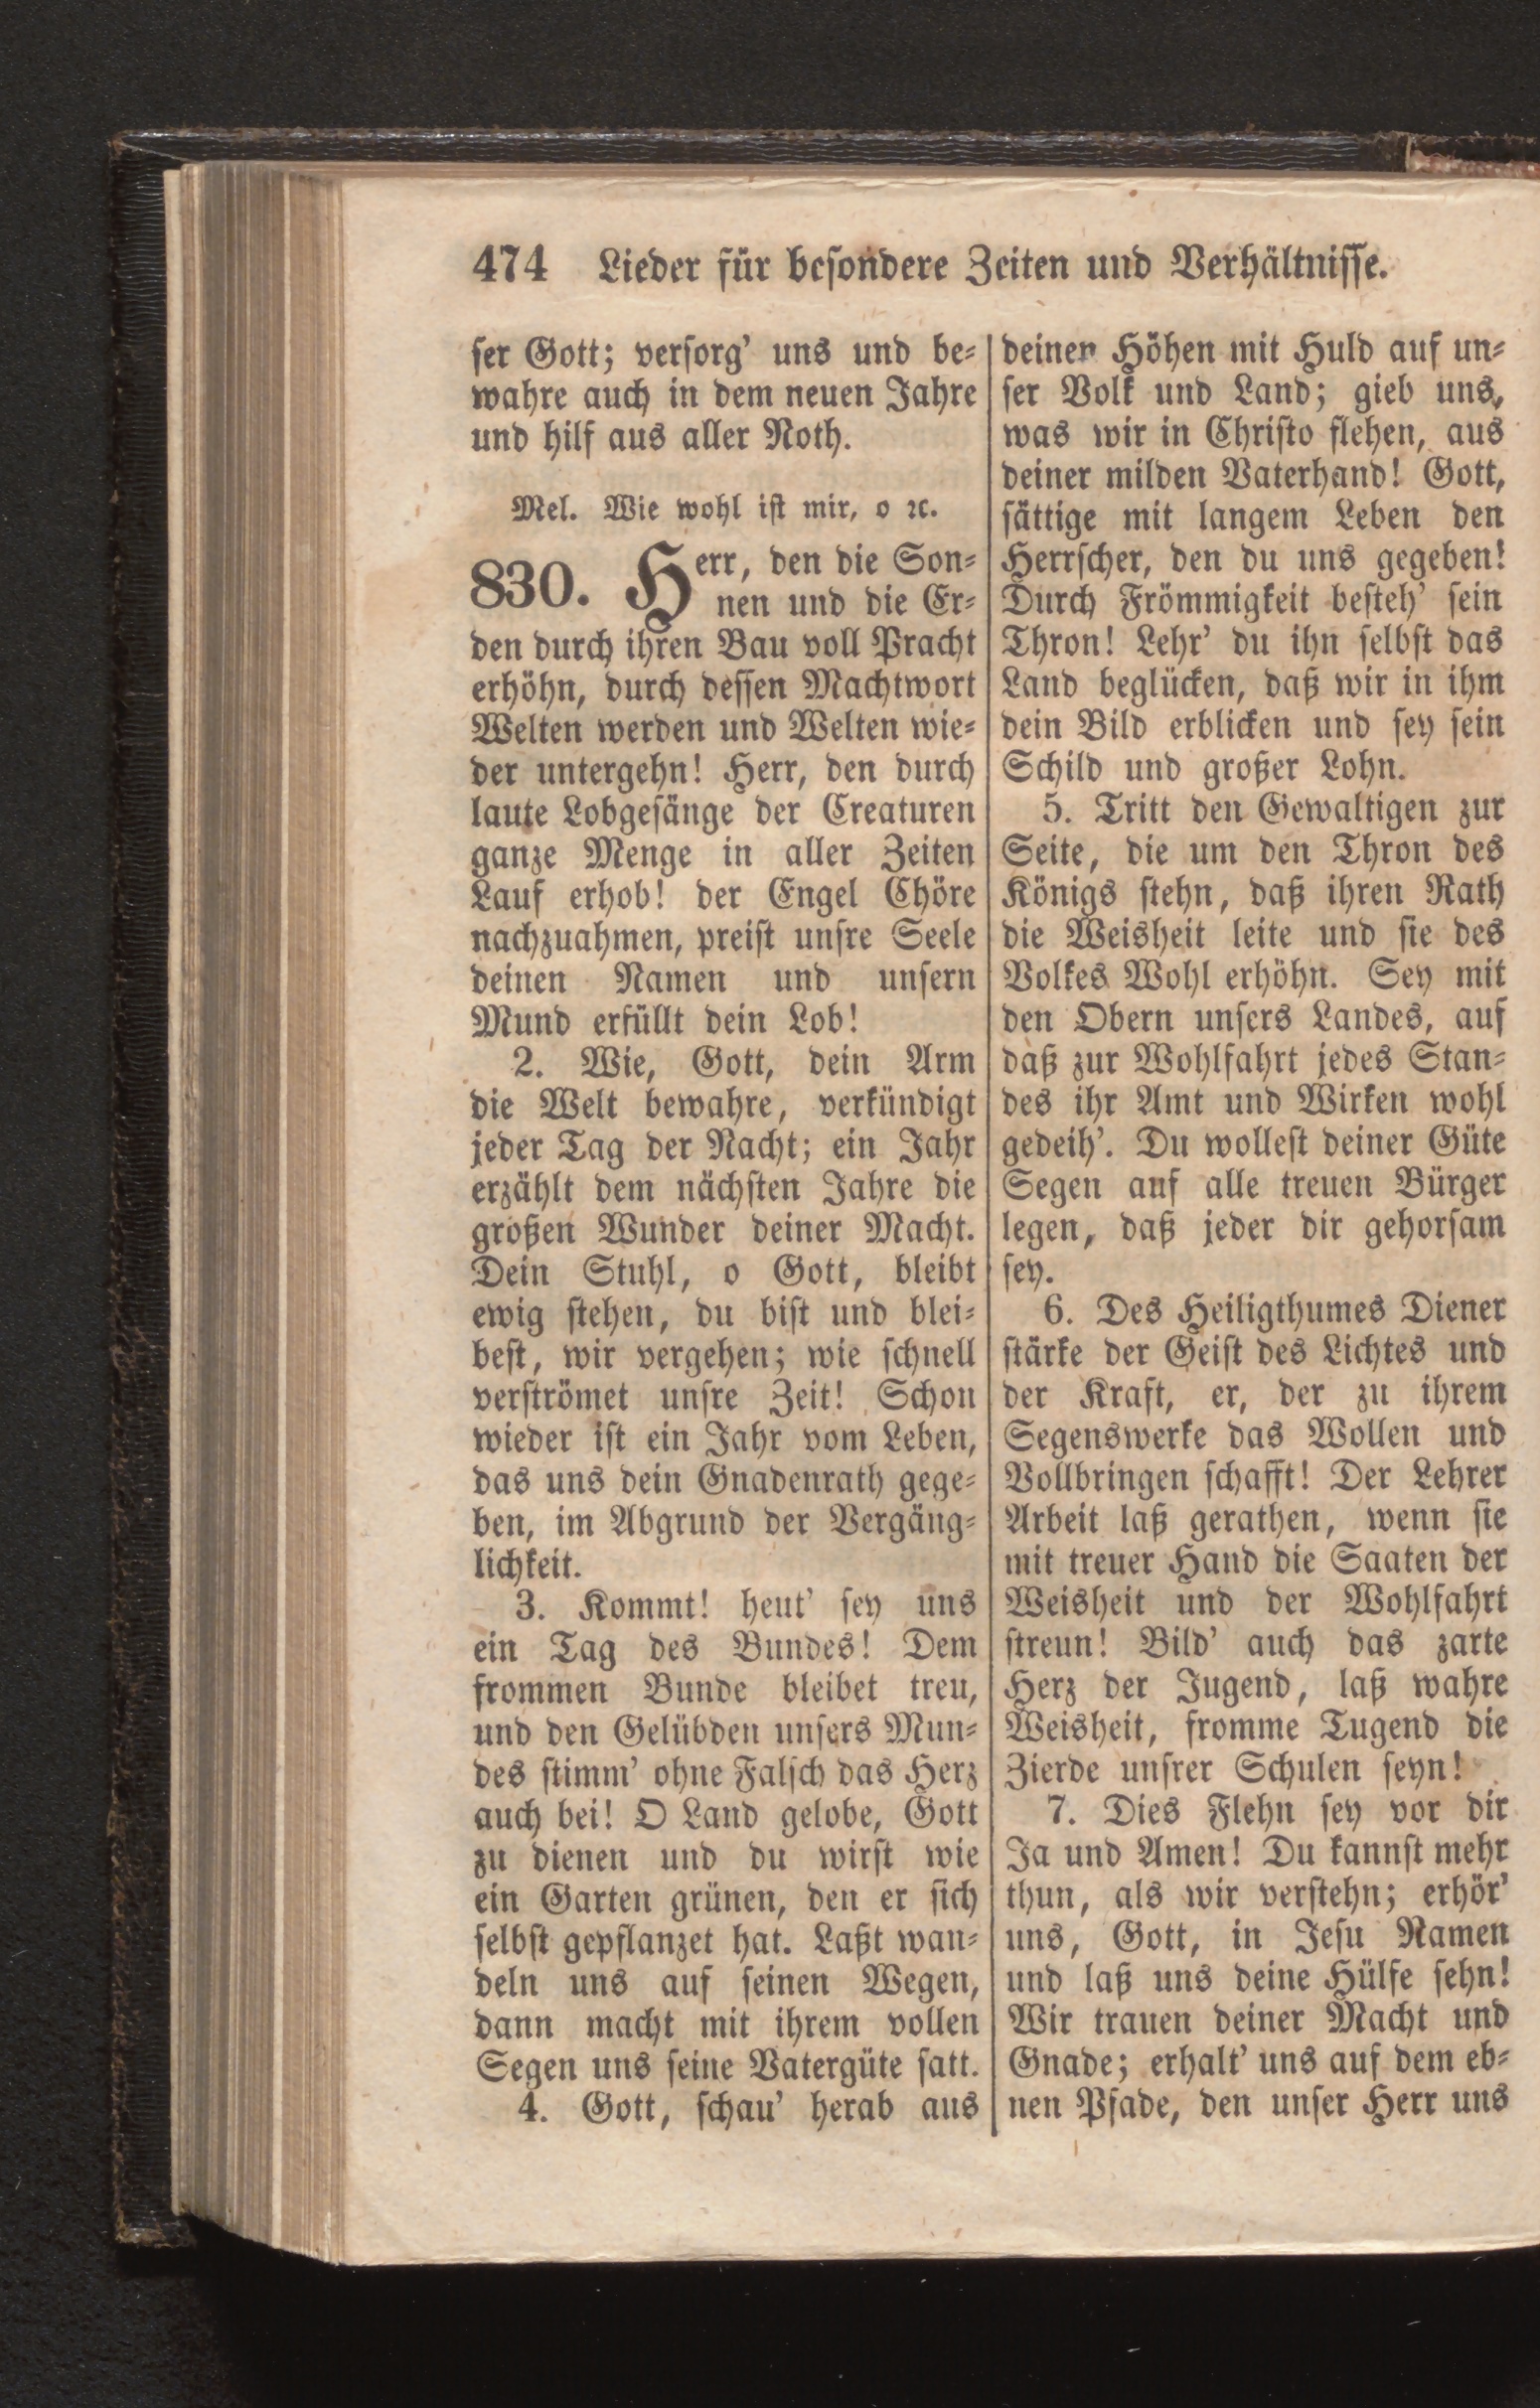 474 Lieder für besondere Zeiten und Verhältnisse.
ser Gott; versorg' uns und be-
wahre auch in dem neuen Jahre
und hilf aus aller Noth.
Mel. Wie wohl ist mir, o ꝛc.
830. Herr, den die Son-
nen und die Er-
den durch ihren Bau voll Pracht
erhöhn, durch dessen Machtwort
Welten werden und Welten wie-
der untergehn! Herr, den durch
laute Lobgesänge der Creaturen
ganze Menge in aller Zeiten
Lauf erhob! der Engel Chöre
nachzuahmen, preist unsre Seele
deinen Namen und unsern
Mund erfüllt dein Lob!
2. Wie, Gott, dein Arm
die Welt bewahre, verkündigt
jeder Tag der Nacht; ein Jahr
erzählt dem nächsten Jahre die
großen Wunder deiner Macht.
Dein Stuhl, o Gott, bleibt
ewig stehen, du bist und blei-
best, wir vergehen; wie schnell
verströmet unsre Zeit! Schon
wieder ist ein Jahr vom Leben,
das uns dein Gnadenrath gege-
ben, im Abgrund der Vergäng-
lichkeit.
3. Kommt! heut' sey uns
ein Tag des Bundes! Dem
frommen Bunde bleibet treu,
und den Gelübden unsers Mun-
des stimm' ohne Falsch das Herz
auch bei! O Land gelobe, Gott
zu dienen und du wirst wie
ein Garten grünen, den er sich
selbst gepflanzet hat. Laßt wan-
deln uns auf seinen Wegen,
dann macht mit ihrem vollen
Segen uns seine Vatergüte satt.
4. Gott, schau' herab aus
deinen Höhen mit Huld auf un-
ser Volk und Land; gieb uns,
was wir in Christo flehen, aus
deiner milden Vaterhand! Gott,
sättige mit langem Leben den
Herrscher, den du uns gegeben!
Durch Frömmigkeit besteh' sein
Thron! Lehr' du ihn selbst das
Land beglücken, daß wir in ihm
dein Bild erblicken und sey sein
Schild und großer Lohn.
5. Tritt den Gewaltigen zur
Seite, die um den Thron des
Königs stehn, daß ihren Rath
die Weisheit leite und sie des
Volkes Wohl erhöhn. Sey mit
den Obern unsers Landes, auf
daß zur Wohlfahrt jedes Stan-
des ihr Amt und Wirken wohl
gedeih'. Du wollest deiner Güte
Segen auf alle treuen Bürger
legen, daß jeder dir gehorsam
sey.
6. Des Heiligthumes Diener
stärke der Geist des Lichtes und
der Kraft, er, der zu ihrem
Segenswerke das Wollen und
Vollbringen schafft! Der Lehrer
Arbeit laß gerathen, wenn sie
mit treuer Hand die Saaten der
Weisheit und der Wohlfahrt
streun! Bild' auch das zarte
Herz der Jugend, laß wahre
Weisheit, fromme Tugend die
Zierde unsrer Schulen seyn!
7. Dies Flehn sey vor dir
Ja und Amen! Du kannst mehr
thun, als wir verstehn; erhör'
uns, Gott, in Jesu Namen
und laß uns deine Hülfe sehn!
Wir trauen deiner Macht und
Gnade; erhalt' uns auf dem eb-
nen Pfade, den unser Herr uns